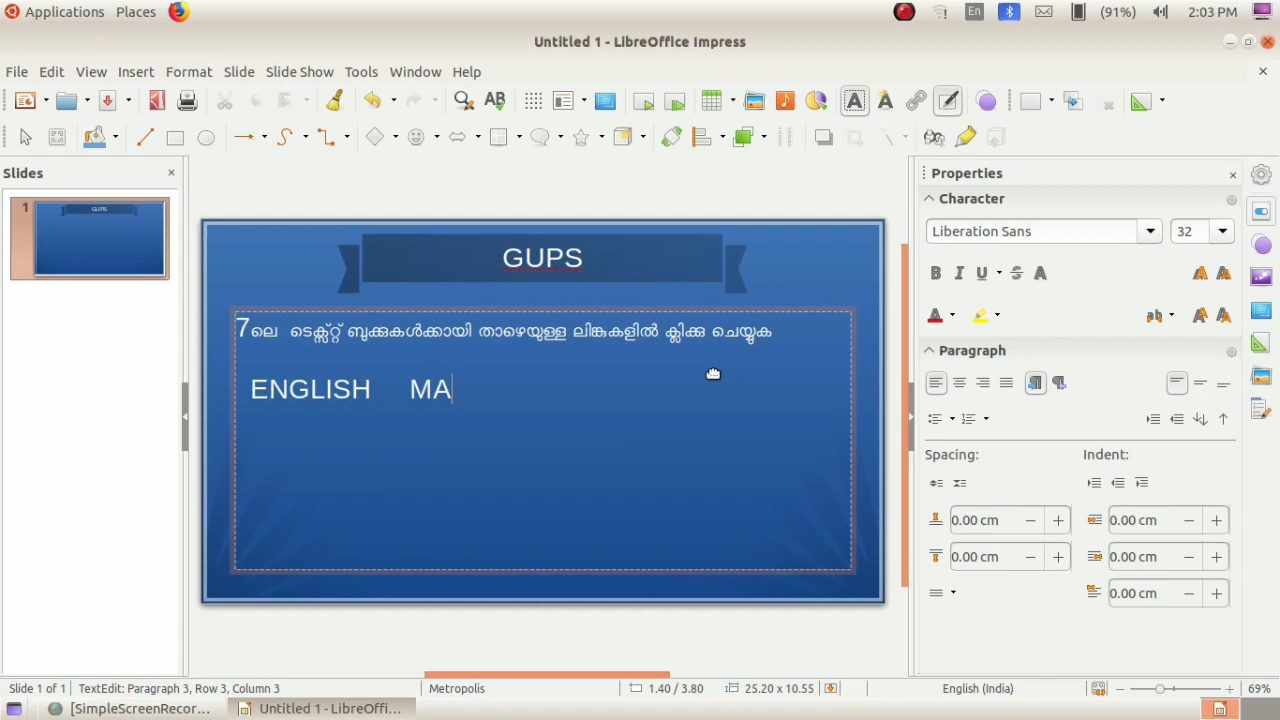 Applications Places En (91%) 2:03 PM
Untitled 1 - LibreOffice Impress
File Edit View Insert Format Slide Slide Show Tools Window Help
Slides
1
GUPS
GUPS
7ലെ ടെക്സ്റ്റ് ബുക്കുകൾക്കായി താഴെയുള്ള ലിങ്കുകളിൽ ക്ലിക്കു ചെയ്യുക
ENGLISH MA
Properties
Character
Liberation Sans 32
Paragraph
Spacing: Indent:
0.00 cm 0.00 cm
0.00 cm 0.00 cm
0.00 cm
Slide 1 of 1 TextEdit: Paragraph 3, Row 3, Column 3 Metropolis 1.40 / 3.80 25.20 x 10.55 English (India) 69%
[SimpleScreenRecor... Untitled 1 - LibreOffi...